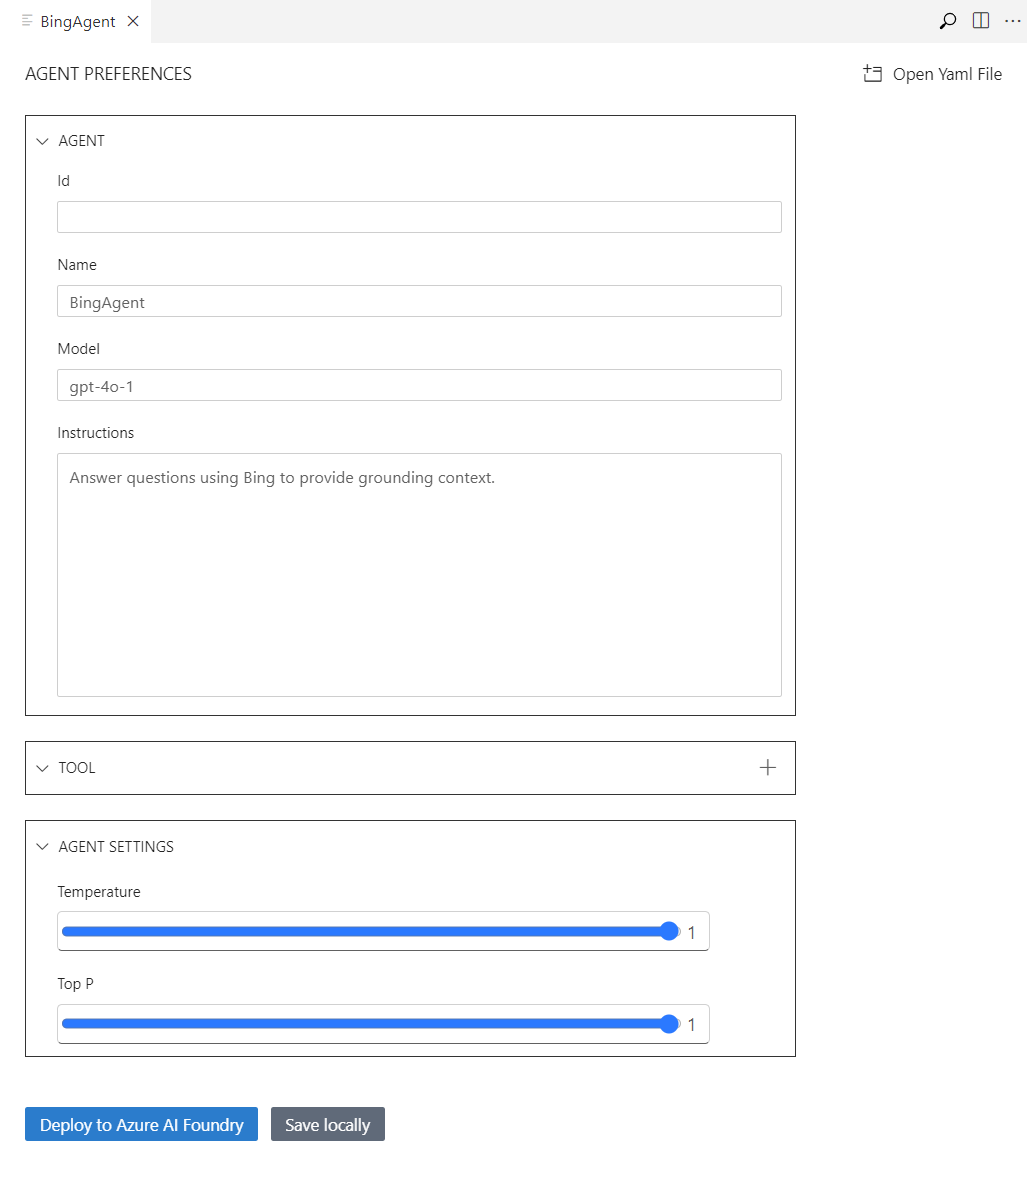 BingAgent
AGENT PREFERENCES
Open Yaml File
AGENT
Id
Name
BingAgent
Model
gpt-4o-1
Instructions
Answer questions using Bing to provide grounding context.
TOOL
AGENT SETTINGS
Temperature
1
Top P
1
Deploy to Azure AI Foundry
Save locally